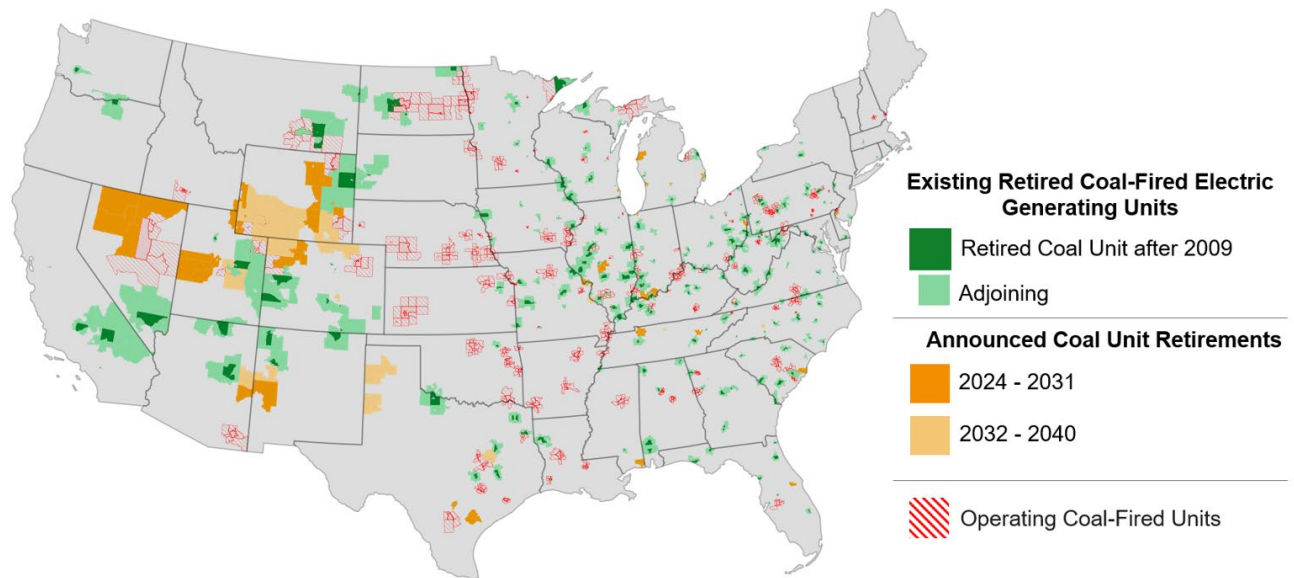 Existing Retired Coal-Fired Electric
Generating Units
Retired Coal Unit after 2009
Adjoining
Announced Coal Unit Retirements
2024 - 2031
2032 - 2040
Operating Coal-Fired Units